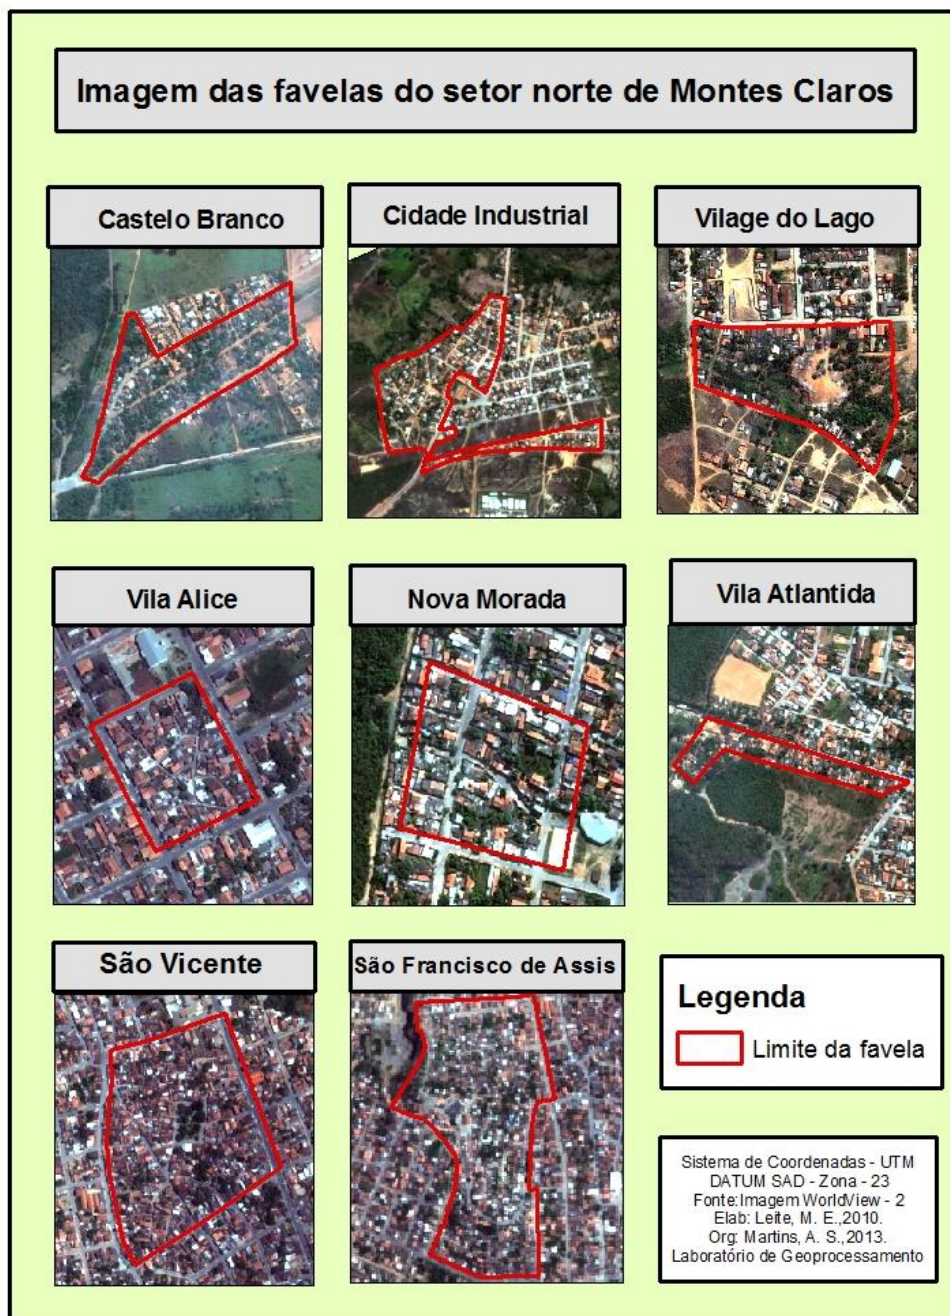 Imagem das favelas do setor norte de Montes Claros
Castelo Branco
Cidade Industrial
Vilage do Lago
Vila Alice
Nova Morada
Vila Atlantida
São Vicente
São Francisco de Assis
Legenda
Limite da favela
Sistema de Coordenadas - UTM
DATUM SAD - Zona - 23
Fonte:Imagem WorldView - 2
Elab: Leite, M. E.,2010.
Org: Martins, A. S.,2013.
Laboratório de Geoprocessamento